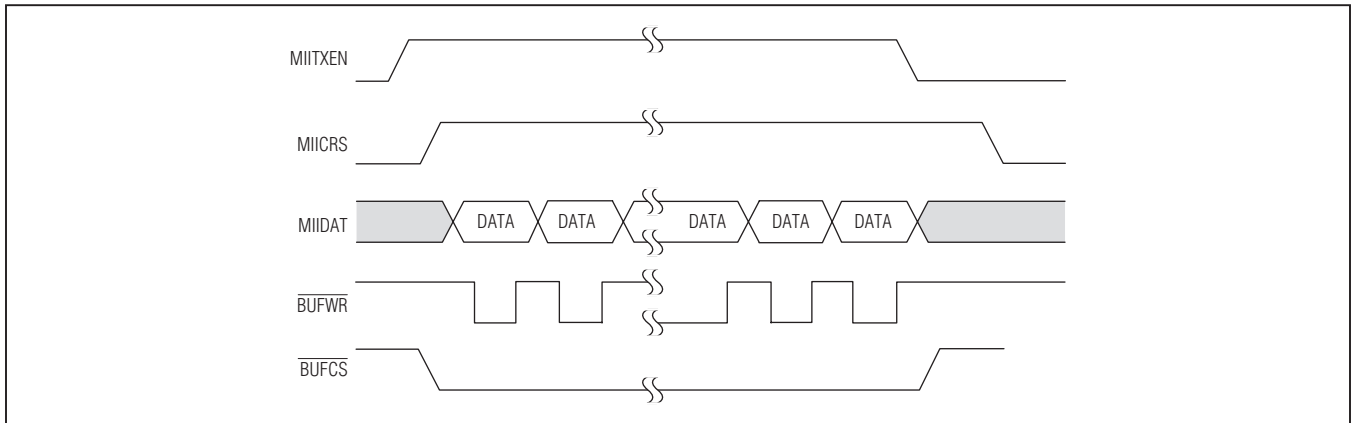 MIITXEN
MIICRS
MIIDAT DATA DATA DATA DATA DATA
BUFWR
BUFCS